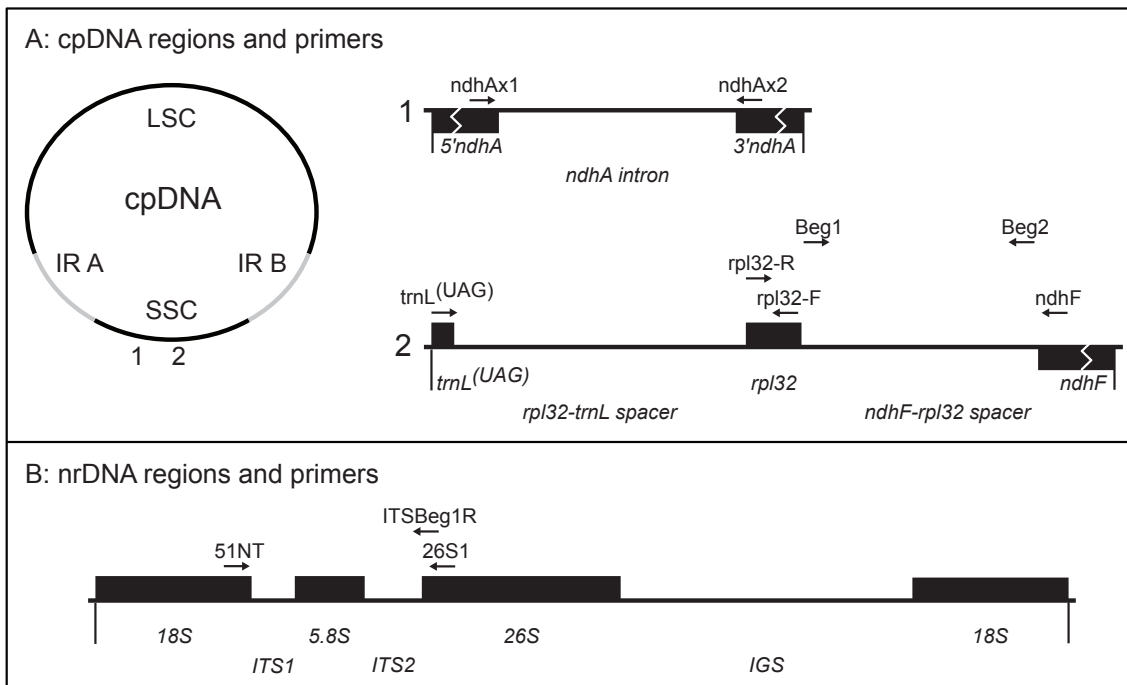 A: cpDNA regions and primers
LSC
cpDNA
IR A
IR B
SSC
1 2
ndhAx1
ndhAx2
1
5'ndhA
3'ndhA
ndhA intron
Beg1
Beg2
rpl32-R
trnL(UAG)
rpl32-F
ndhF
2
trnL(UAG)
rpl32
ndhF
rpl32-trnL spacer
ndhF-rpl32 spacer
B: nrDNA regions and primers
ITSBeg1R
51NT
26S1
18S
5.8S
26S
18S
ITS1
ITS2
IGS